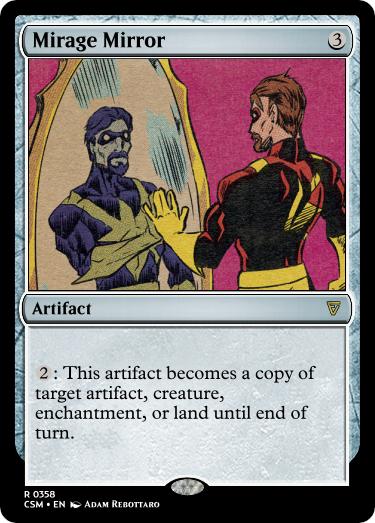 Mirage Mirror 3
Artifact
2 : This artifact becomes a copy of
target artifact, creature,
enchantment, or land until end of
turn.
R 0358
CSM • EN Adam Rebottaro